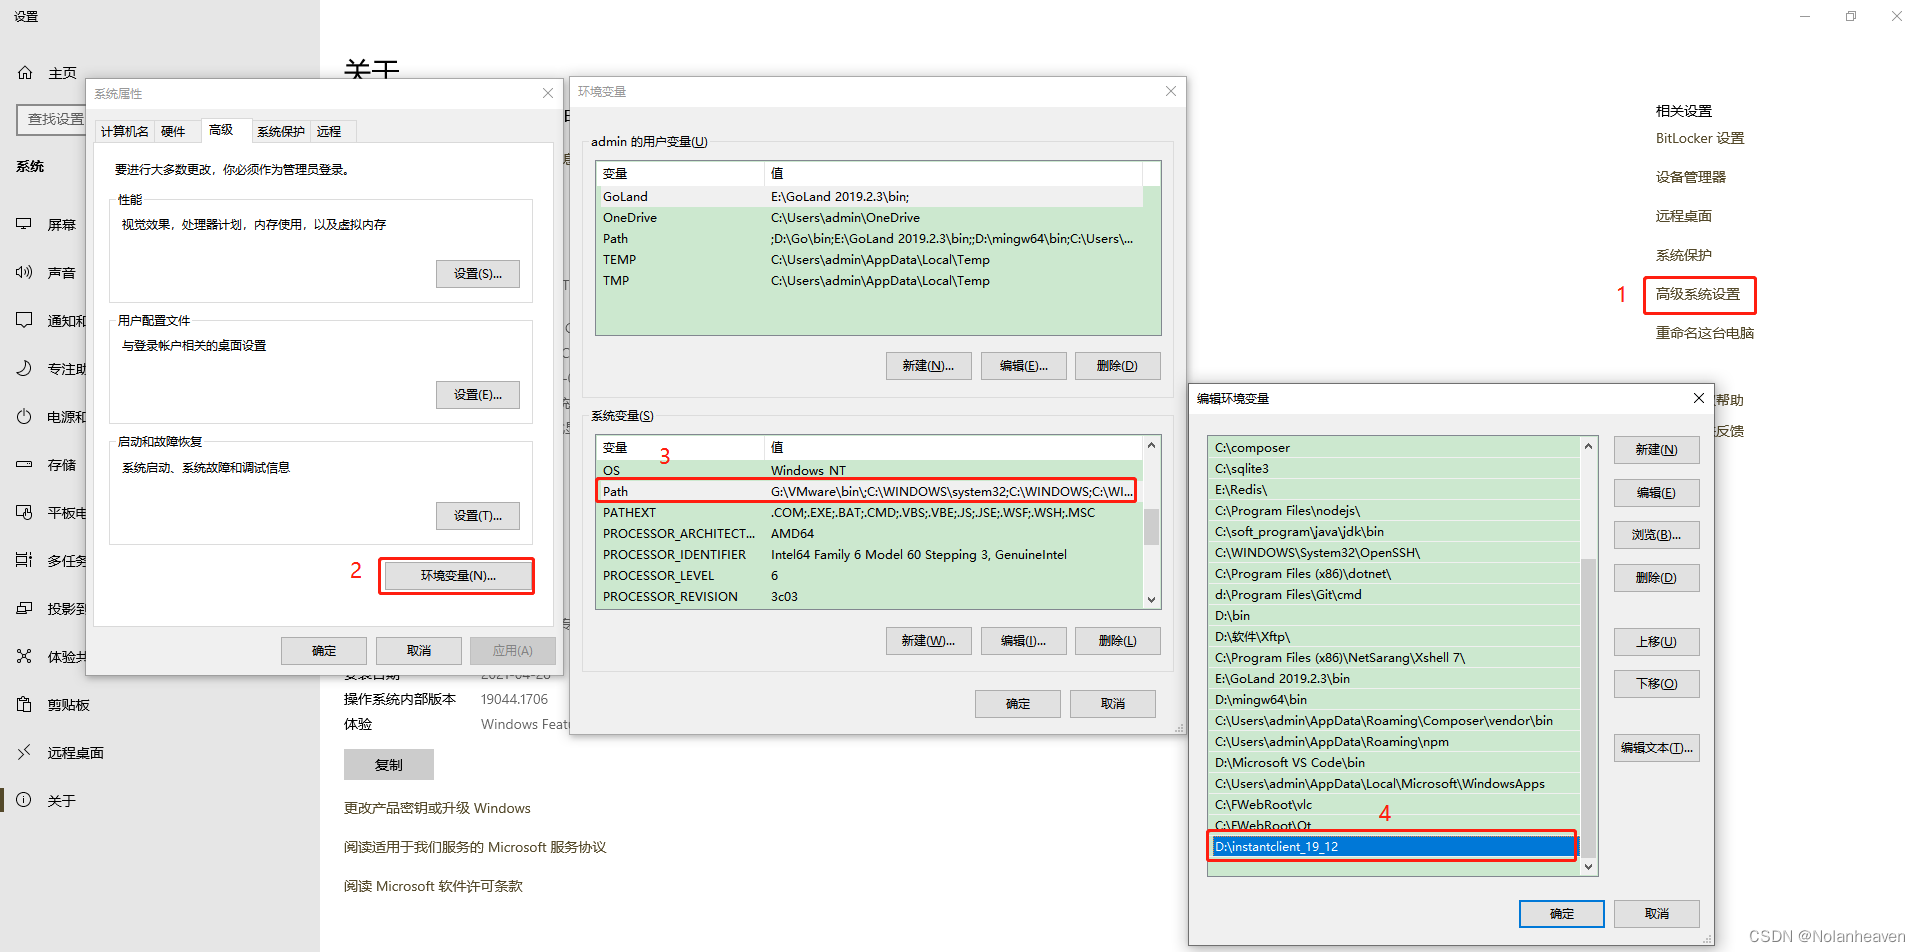 设置
主页
查找设置
系统
屏幕
声音
通知和
专注助
电源和
存储
平板电
多任务
投影到
体验共
剪贴板
远程桌面
关于
关于
系统属性
计算机名
硬件
高级
系统保护
远程
要进行大多数更改，你必须作为管理员登录。
性能
视觉效果，处理器计划，内存使用，以及虚拟内存
设置(S)...
用户配置文件
与登录帐户相关的桌面设置
设置(E)...
启动和故障恢复
系统启动、系统故障和调试信息
设置(T)...
2
环境变量(N)...
确定
取消
应用(A)
安装日期 2021-04-26
操作系统内部版本 19044.1706
体验 Windows Featu
复制
更改产品密钥或升级 Windows
阅读适用于我们服务的 Microsoft 服务协议
阅读 Microsoft 软件许可条款
环境变量
admin 的用户变量(U)
变量 值
GoLand E:\GoLand 2019.2.3\bin;
OneDrive C:\Users\admin\OneDrive
Path ;D:\Go\bin;E:\GoLand 2019.2.3\bin;;D:\mingw64\bin;C:\Users\...
TEMP C:\Users\admin\AppData\Local\Temp
TMP C:\Users\admin\AppData\Local\Temp
新建(N)...
编辑(E)...
删除(D)
系统变量(S)
变量 值
3
OS Windows_NT
Path G:\VMware\bin\;C:\WINDOWS\system32;C:\WINDOWS;C:\WI...
PATHEXT .COM;.EXE;.BAT;.CMD;.VBS;.VBE;.JS;.JSE;.WSF;.WSH;.MSC
PROCESSOR_ARCHITECT... AMD64
PROCESSOR_IDENTIFIER Intel64 Family 6 Model 60 Stepping 3, GenuineIntel
PROCESSOR_LEVEL 6
PROCESSOR_REVISION 3c03
新建(W)...
编辑(I)...
删除(L)
确定
取消
相关设置
BitLocker 设置
设备管理器
远程桌面
系统保护
1
高级系统设置
重命名这台电脑
帮助
反馈
编辑环境变量
C:\composer
C:\sqlite3
E:\Redis\
C:\Program Files\nodejs\
C:\soft_program\java\jdk\bin
C:\WINDOWS\System32\OpenSSH\
C:\Program Files (x86)\dotnet\
d:\Program Files\Git\cmd
D:\bin
D:\软件\Xftp\
C:\Program Files (x86)\NetSarang\Xshell 7\
E:\GoLand 2019.2.3\bin
D:\mingw64\bin
C:\Users\admin\AppData\Roaming\Composer\vendor\bin
C:\Users\admin\AppData\Roaming\npm
D:\Microsoft VS Code\bin
C:\Users\admin\AppData\Local\Microsoft\WindowsApps
C:\FWebRoot\vlc
C:\FWebRoot\Qt
4
D:\instantclient_19_12
新建(N)
编辑(E)
浏览(B)...
删除(D)
上移(U)
下移(O)
编辑文本(T)...
确定
取消
CSDN @Nolanheaven